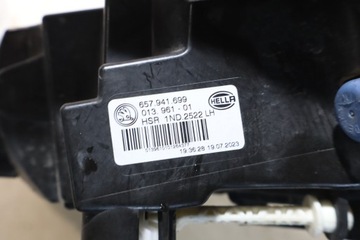 657.941.699
013 961 - 01
HSR 1ND.2522 LH
HELLA
19:36:28 19.07.2023